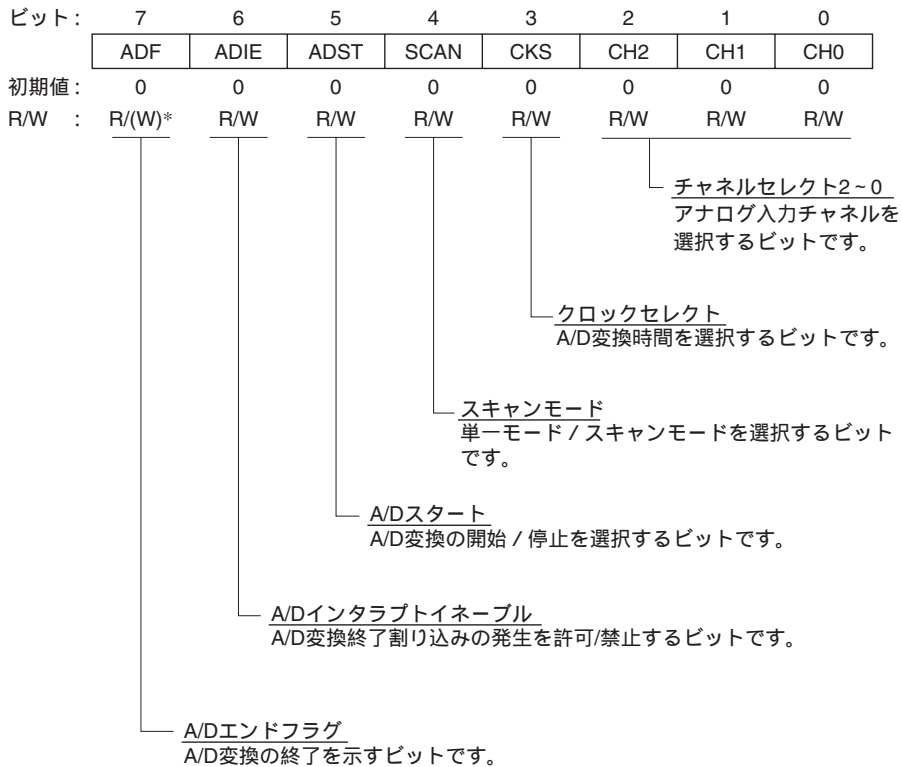 ビット： 7 6 5 4 3 2 1 0
ADF ADIE ADST SCAN CKS CH2 CH1 CH0
初期値： 0 0 0 0 0 0 0 0
R/W ： R/(W)* R/W R/W R/W R/W R/W R/W R/W
チャネルセレクト2~0
アナログ入力チャネルを
選択するビットです。
クロックセレクト
A/D変換時間を選択するビットです。
スキャンモード
単一モード / スキャンモードを選択するビット
です。
A/Dスタート
A/D変換の開始 / 停止を選択するビットです。
A/Dインタラプトイネーブル
A/D変換終了割り込みの発生を許可/禁止するビットです。
A/Dエンドフラグ
A/D変換の終了を示すビットです。